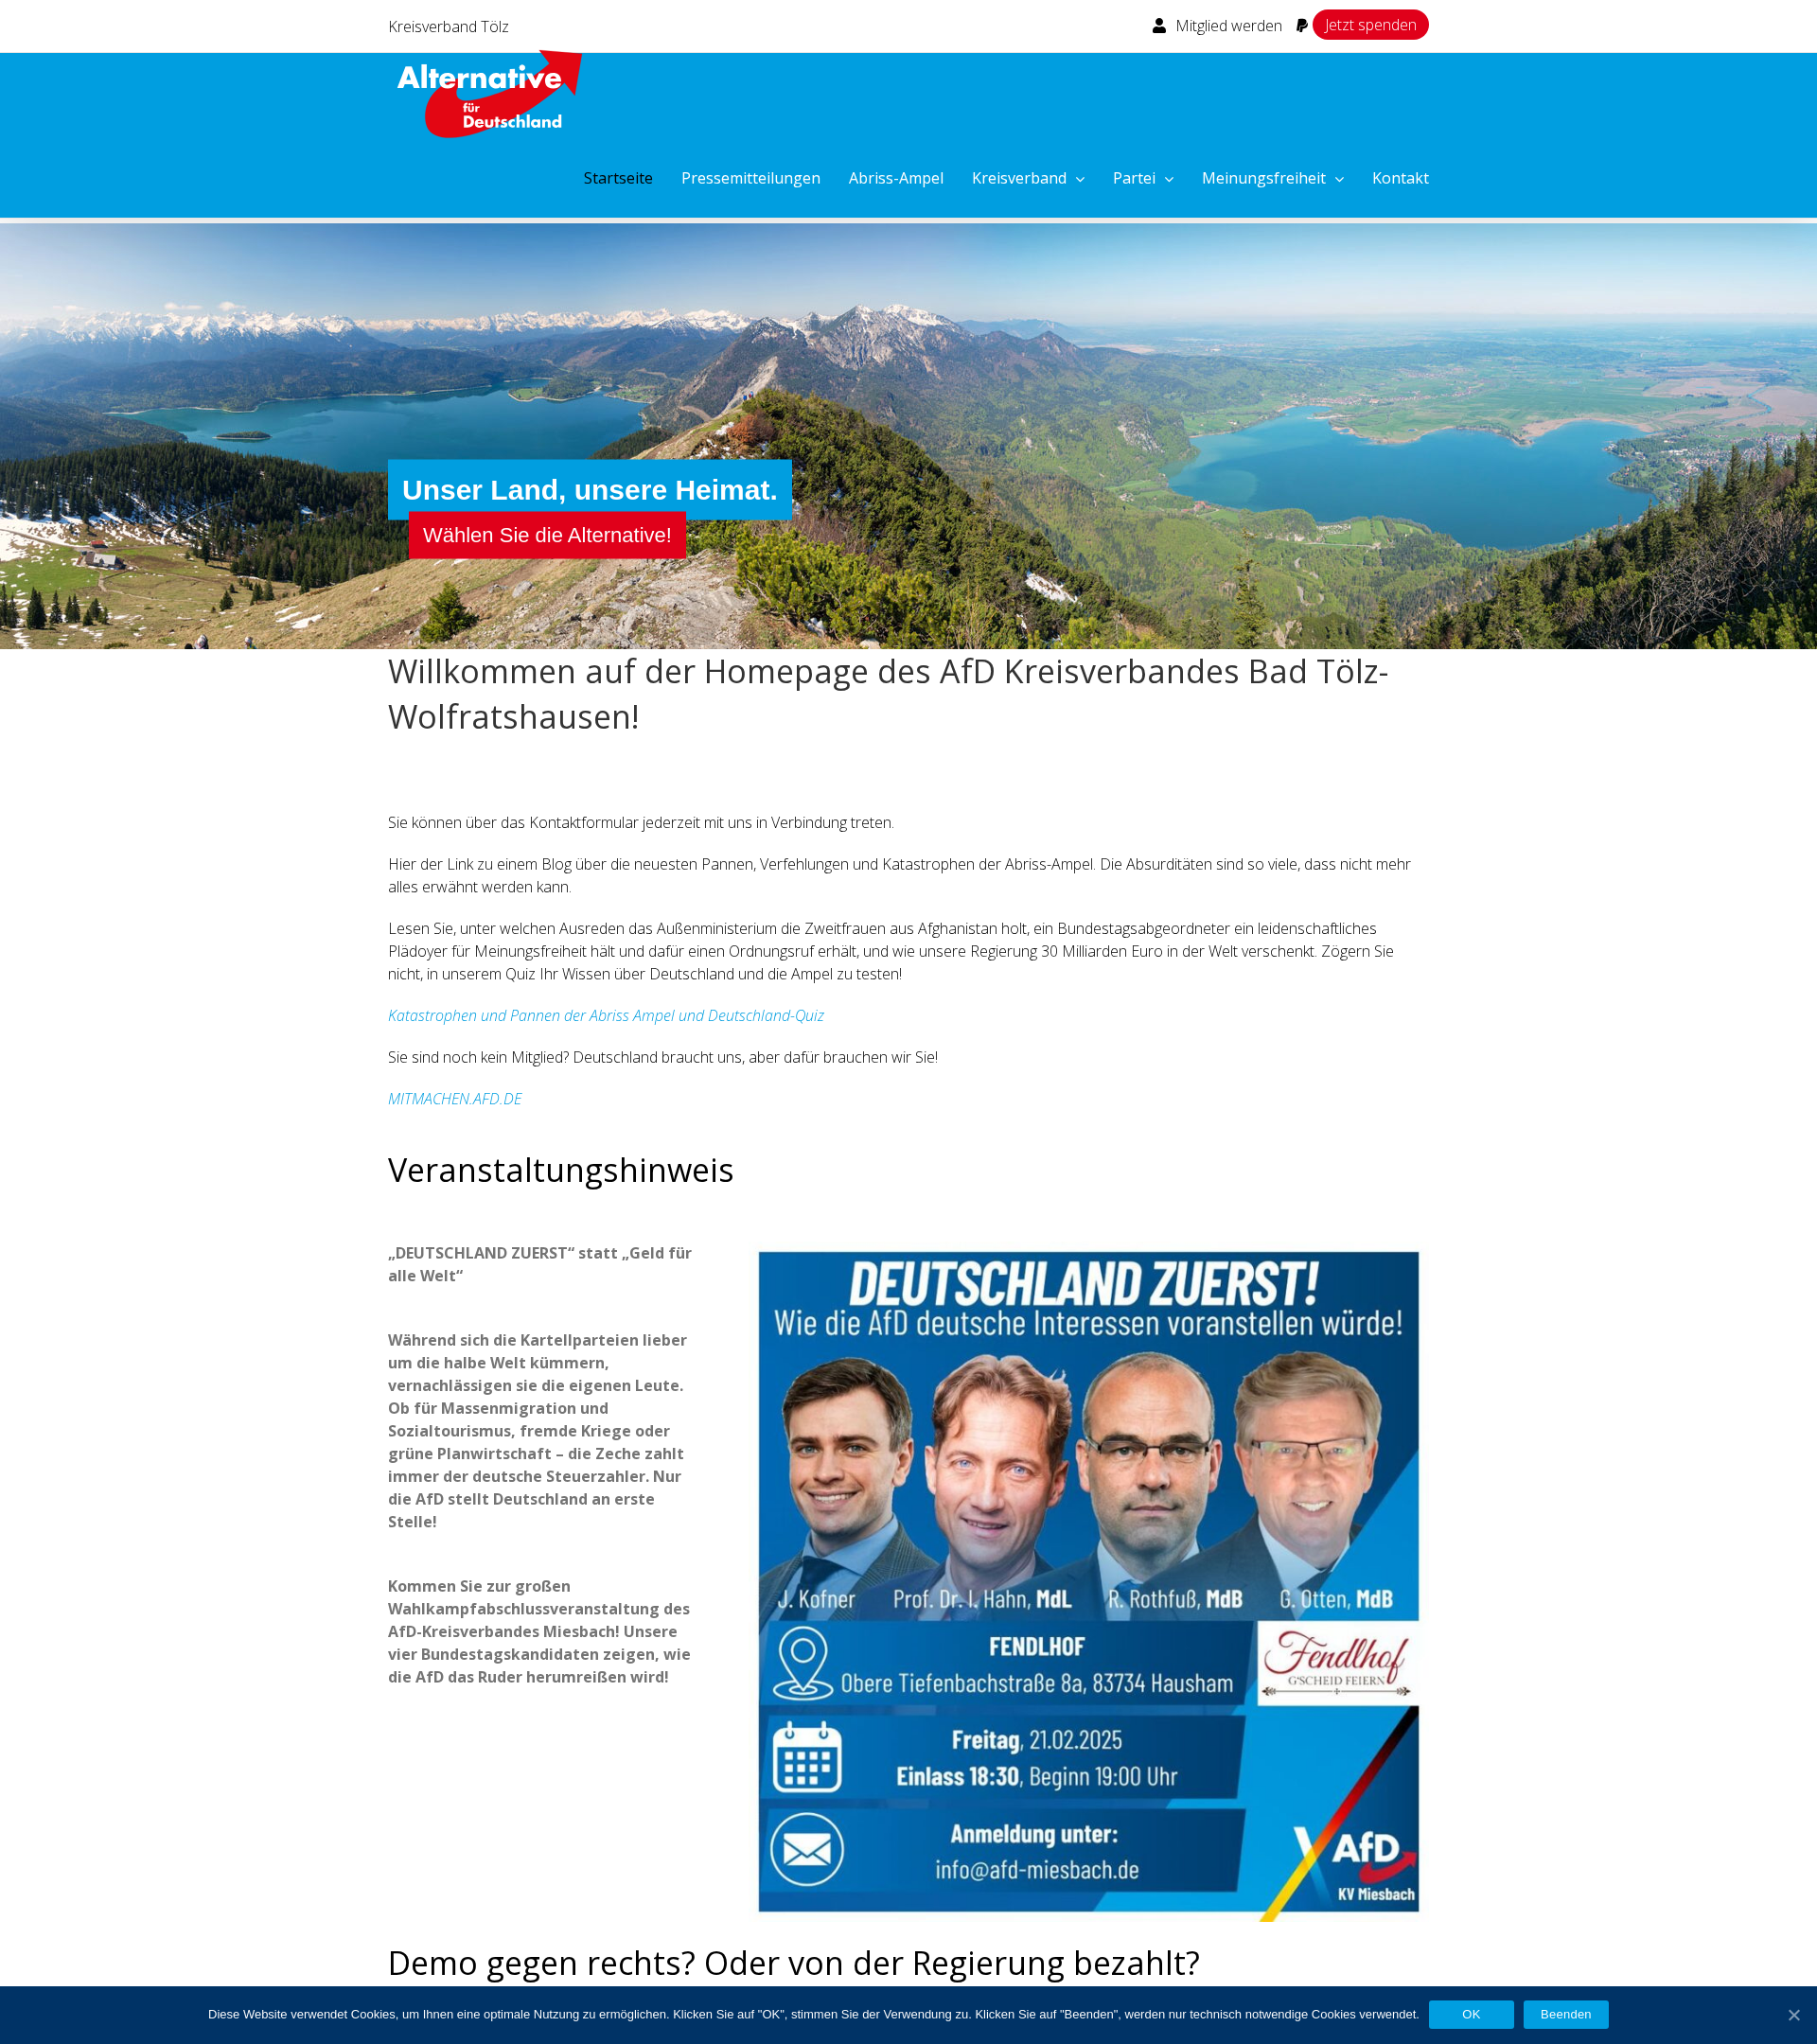 Kreisverband Tölz
Mitglied werden
Jetzt spenden
Alternative
für
Deutschland
Startseite Pressemitteilungen Abriss-Ampel Kreisverband Partei Meinungsfreiheit Kontakt
Unser Land, unsere Heimat.
Wählen Sie die Alternative!
Willkommen auf der Homepage des AfD Kreisverbandes Bad Tölz-
Wolfratshausen!
Sie können über das Kontaktformular jederzeit mit uns in Verbindung treten.
Hier der Link zu einem Blog über die neuesten Pannen, Verfehlungen und Katastrophen der Abriss-Ampel. Die Absurditäten sind so viele, dass nicht mehr
alles erwähnt werden kann.
Lesen Sie, unter welchen Ausreden das Außenministerium die Zweitfrauen aus Afghanistan holt, ein Bundestagsabgeordneter ein leidenschaftliches
Plädoyer für Meinungsfreiheit hält und dafür einen Ordnungsruf erhält, und wie unsere Regierung 30 Milliarden Euro in der Welt verschenkt. Zögern Sie
nicht, in unserem Quiz Ihr Wissen über Deutschland und die Ampel zu testen!
Katastrophen und Pannen der Abriss Ampel und Deutschland-Quiz
Sie sind noch kein Mitglied? Deutschland braucht uns, aber dafür brauchen wir Sie!
MITMACHEN.AFD.DE
Veranstaltungshinweis
„DEUTSCHLAND ZUERST“ statt „Geld für
alle Welt“
Während sich die Kartellparteien lieber
um die halbe Welt kümmern,
vernachlässigen sie die eigenen Leute.
Ob für Massenmigration und
Sozialtourismus, fremde Kriege oder
grüne Planwirtschaft – die Zeche zahlt
immer der deutsche Steuerzahler. Nur
die AfD stellt Deutschland an erste
Stelle!
Kommen Sie zur großen
Wahlkampfabschlussveranstaltung des
AfD-Kreisverbandes Miesbach! Unsere
vier Bundestagskandidaten zeigen, wie
die AfD das Ruder herumreißen wird!
DEUTSCHLAND ZUERST!
Wie die AfD deutsche Interessen voranstellen würde!
J. Kofner Prof. Dr. I. Hahn, MdL R. Rothfuß, MdB G. Otten, MdB
FENDLHOF
Obere Tiefenbachstraße 8a, 83734 Hausham
Fendlhof
G'SCHEID FEIERN
Freitag, 21.02.2025
Einlass 18:30, Beginn 19:00 Uhr
Anmeldung unter:
info@afd-miesbach.de
AfD
KV Miesbach
Demo gegen rechts? Oder von der Regierung bezahlt?
Diese Website verwendet Cookies, um Ihnen eine optimale Nutzung zu ermöglichen. Klicken Sie auf "OK", stimmen Sie der Verwendung zu. Klicken Sie auf "Beenden", werden nur technisch notwendige Cookies verwendet.
OK
Beenden